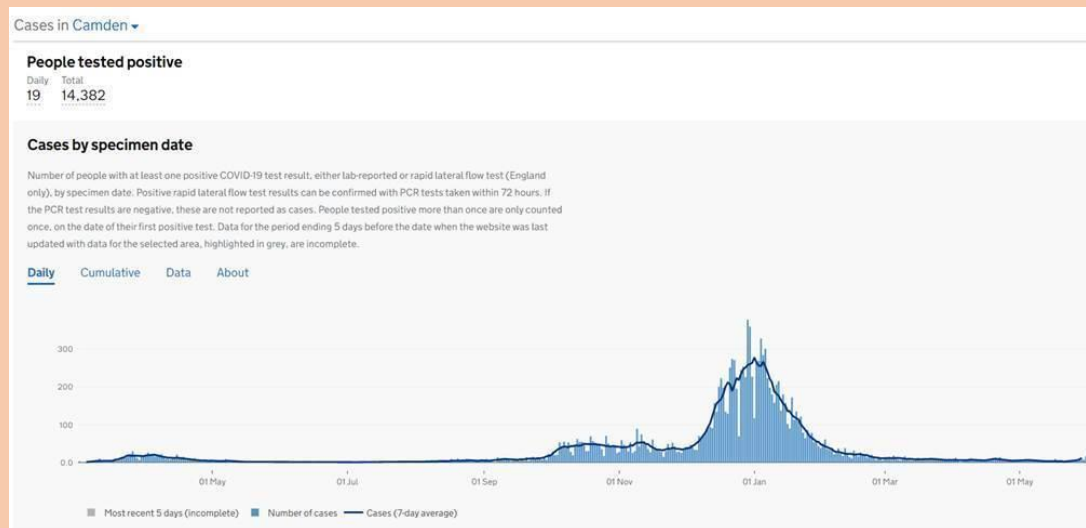 Cases in Camden
People tested positive
Daily Total
19 14,382
Cases by specimen date
Number of people with at least one positive COVID-19 test result, either lab-reported or rapid lateral flow test (England
only), by specimen date. Positive rapid lateral flow test results can be confirmed with PCR tests taken within 72 hours. If
the PCR test results are negative, these are not reported as cases. People tested positive more than once are only counted
once, on the date of their first positive test. Data for the period ending 5 days before the date when the website was last
updated with data for the selected area, highlighted in grey, are incomplete.
Daily Cumulative Data About
300
200
100
0.0
01 May 01 Jul 01 Sep 01 Nov 01 Jan 01 Mar 01 May
Most recent 5 days (incomplete) Number of cases Cases (7-day average)